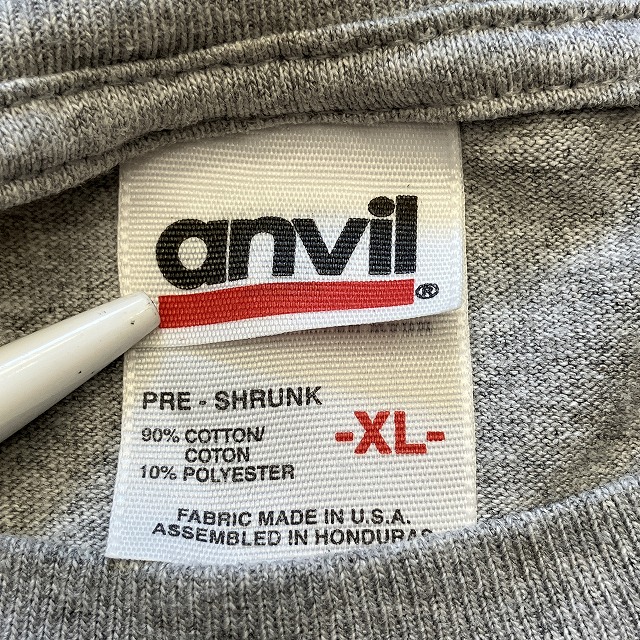 anvil
®
PRE - SHRUNK
-XL-
90% COTTON/
COTON
10% POLYESTER
FABRIC MADE IN U.S.A.
ASSEMBLED IN HONDURAS